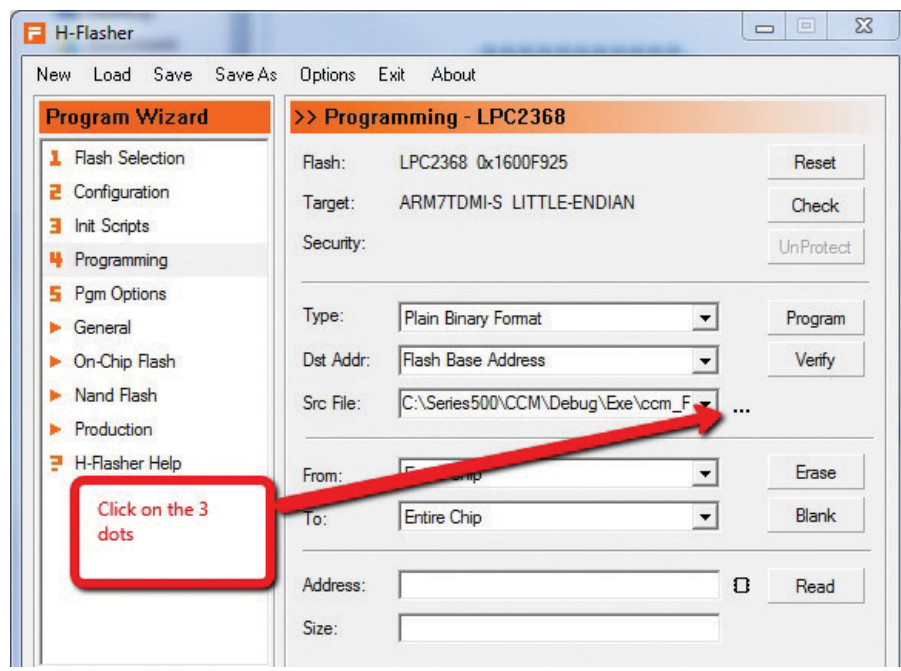 H-Flasher
New Load Save Save As Options Exit About
Program Wizard
1 Flash Selection
2 Configuration
3 Init Scripts
4 Programming
5 Pgm Options
General
On-Chip Flash
Nand Flash
Production
? H-Flasher Help
Click on the 3
dots
>> Programming - LPC2368
Flash: LPC2368 0x1600F925 Reset
Target: ARM7TDMI-S LITTLE-ENDIAN Check
Security: UnProtect
Type: Plain Binary Format Program
Dst Addr: Flash Base Address Verify
Src File: C:\Series500\CCM\Debug\Exe\ccm_F ...
From: Erase
To: Entire Chip Blank
Address: Read
Size: